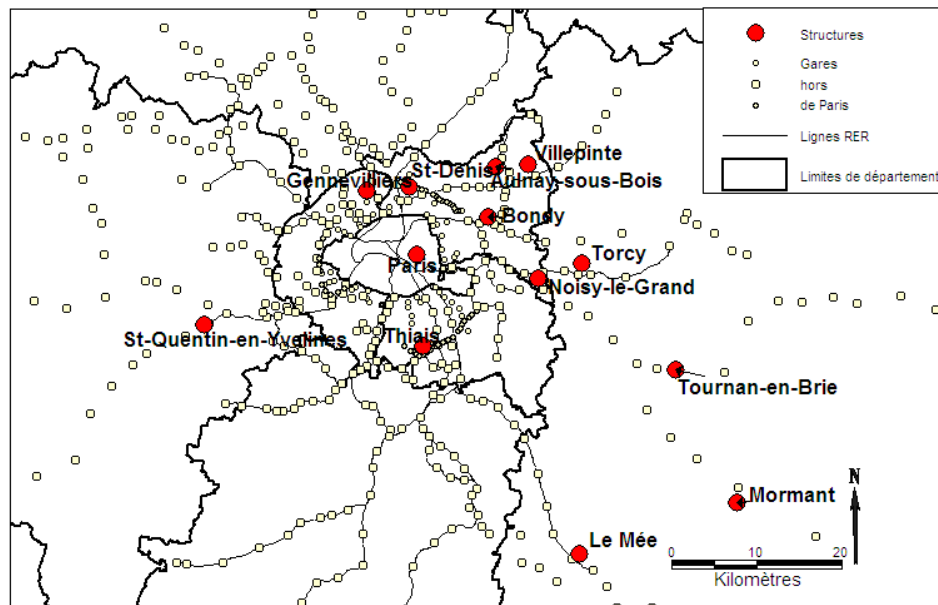 Structures
Gares
hors
de Paris
Lignes RER
Limites de département
Villepinte
St-Denis
Gennevilliers
Aulnay-sous-Bois
Bondy
Torcy
Paris
Noisy-le-Grand
St-Quentin-en-Yvelines
Thiais
Tournan-en-Brie
Mormant
N
Le Mée
0 10 20
Kilomètres